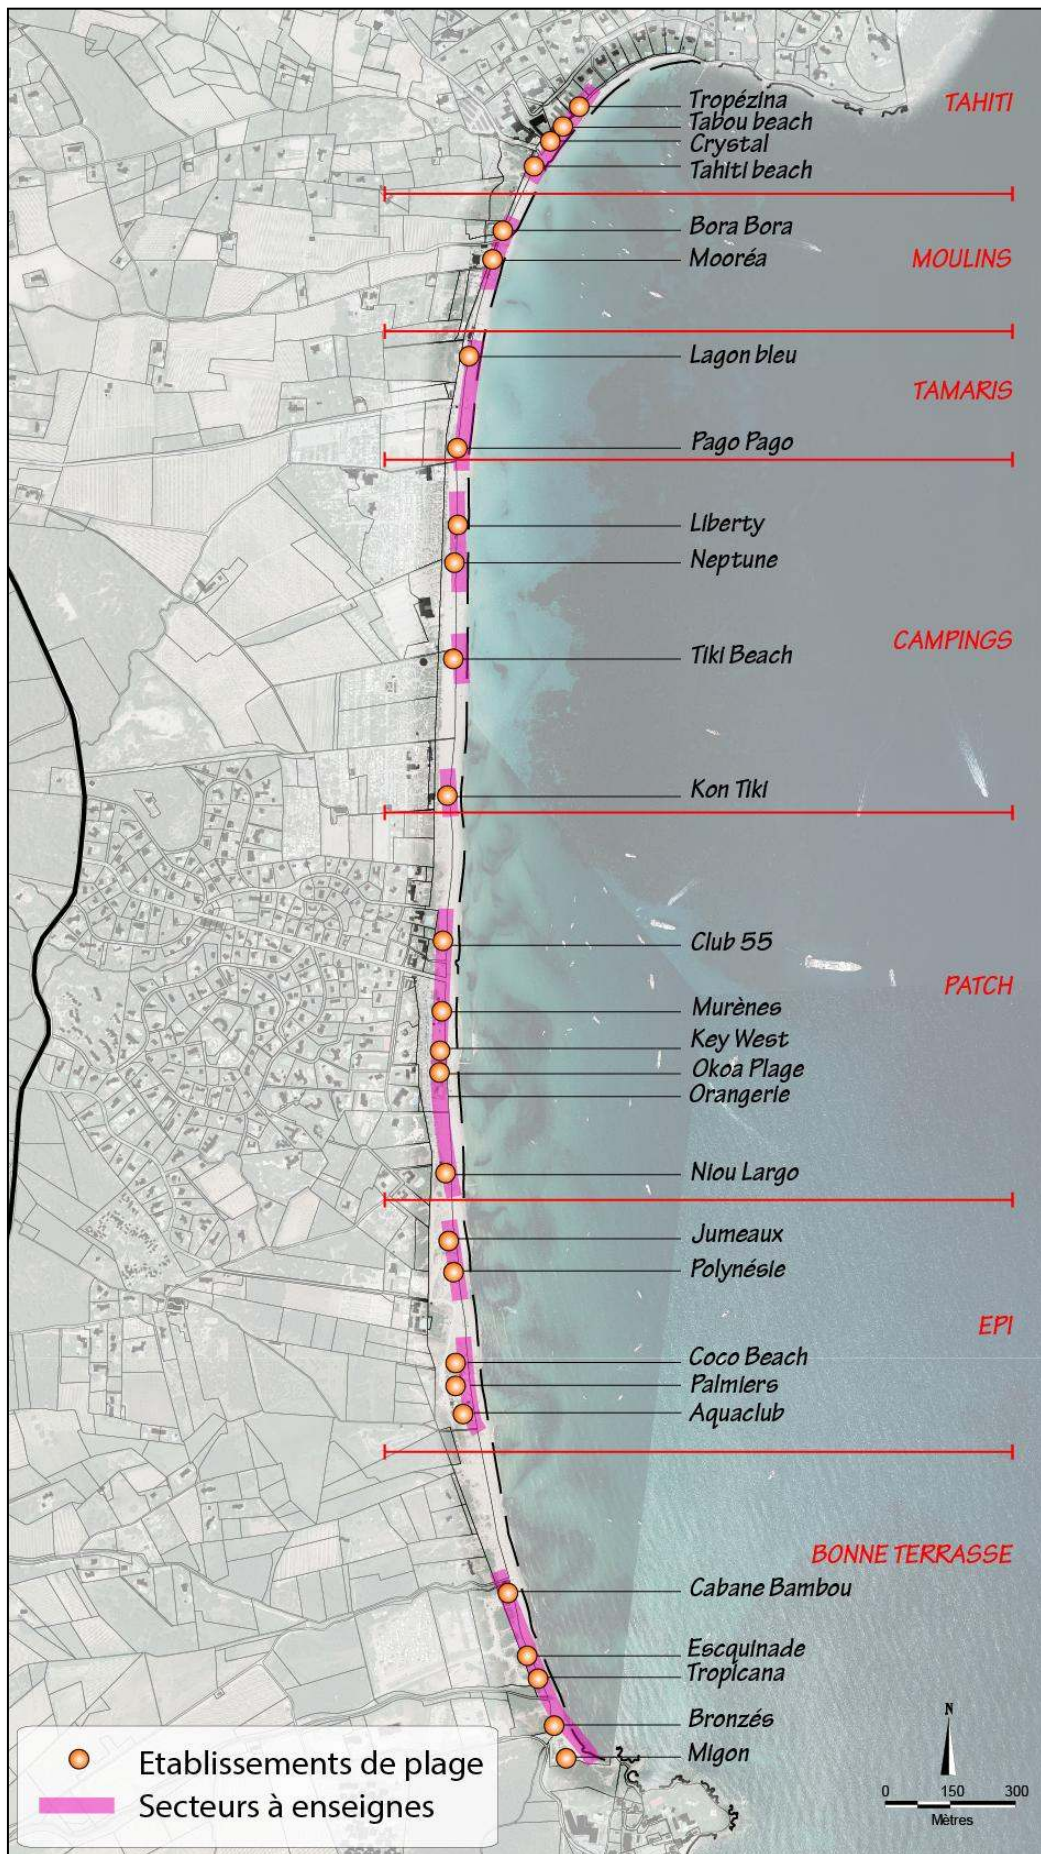 Tropézina
TAHITI
Tabou beach
Crystal
Tahiti beach
Bora Bora
Mooréa
MOULINS
Lagon bleu
TAMARIS
Pago Pago
Liberty
Neptune
CAMPINGS
Tiki Beach
Kon Tiki
Club 55
PATCH
Murènes
Key West
Okoa Plage
Orangerie
Niou Largo
Jumeaux
Polynésie
EPI
Coco Beach
Palmiers
Aquaclub
BONNE TERRASSE
Cabane Bambou
Escquinade
Tropicana
Bronzés
Migon
Etablissements de plage
Secteurs à enseignes
N
0 150 300
Mètres